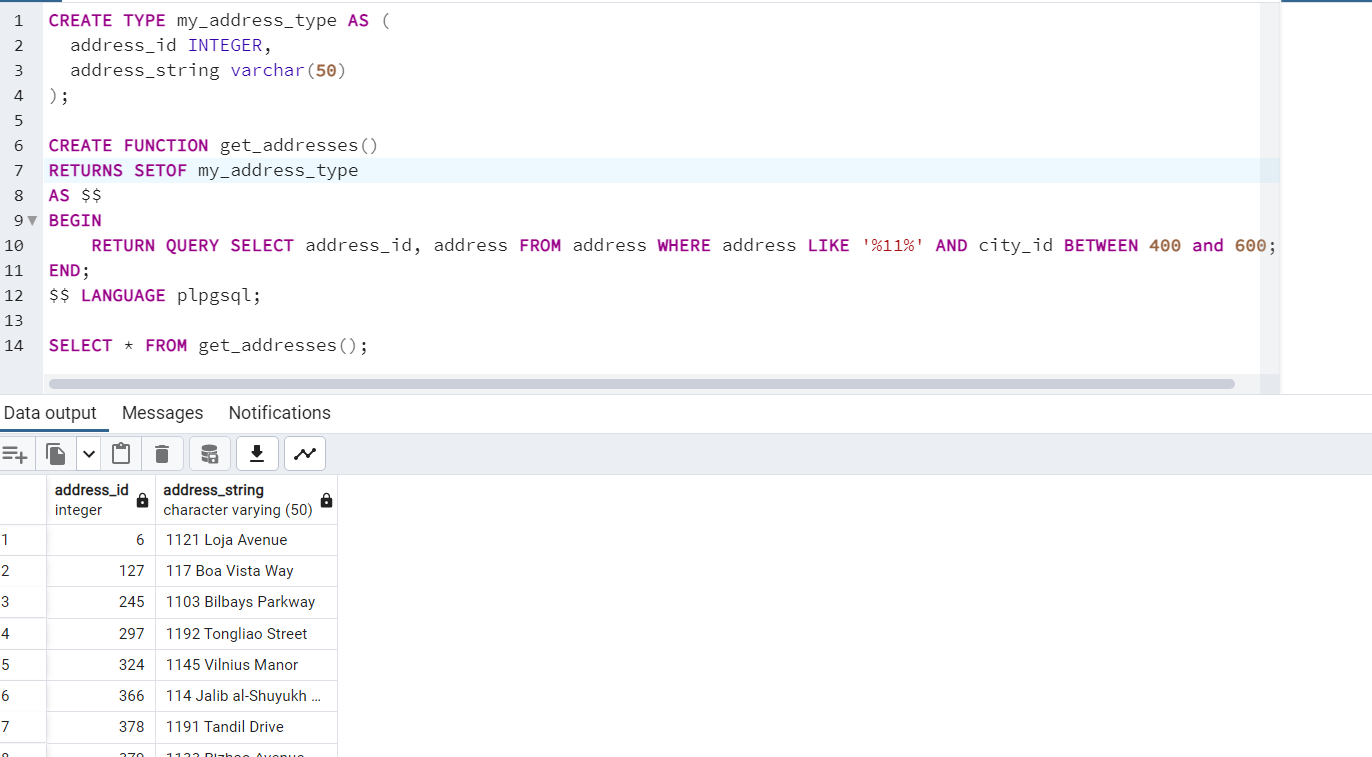 1 CREATE TYPE my_address_type AS (
2 address_id INTEGER,
3 address_string varchar(50)
4 );
5
6 CREATE FUNCTION get_addresses()
7 RETURNS SETOF my_address_type
8 AS $$
9 BEGIN
10 RETURN QUERY SELECT address_id, address FROM address WHERE address LIKE '%11%' AND city_id BETWEEN 400 and 600;
11 END;
12 $$ LANGUAGE plpgsql;
13
14 SELECT * FROM get_addresses();
Data output Messages Notifications
address_id address_string
integer character varying (50)
1 6 1121 Loja Avenue
2 127 117 Boa Vista Way
3 245 1103 Bilbays Parkway
4 297 1192 Tongliao Street
5 324 1145 Vilnius Manor
6 366 114 Jalib al-Shuyukh ...
7 378 1191 Tandil Drive